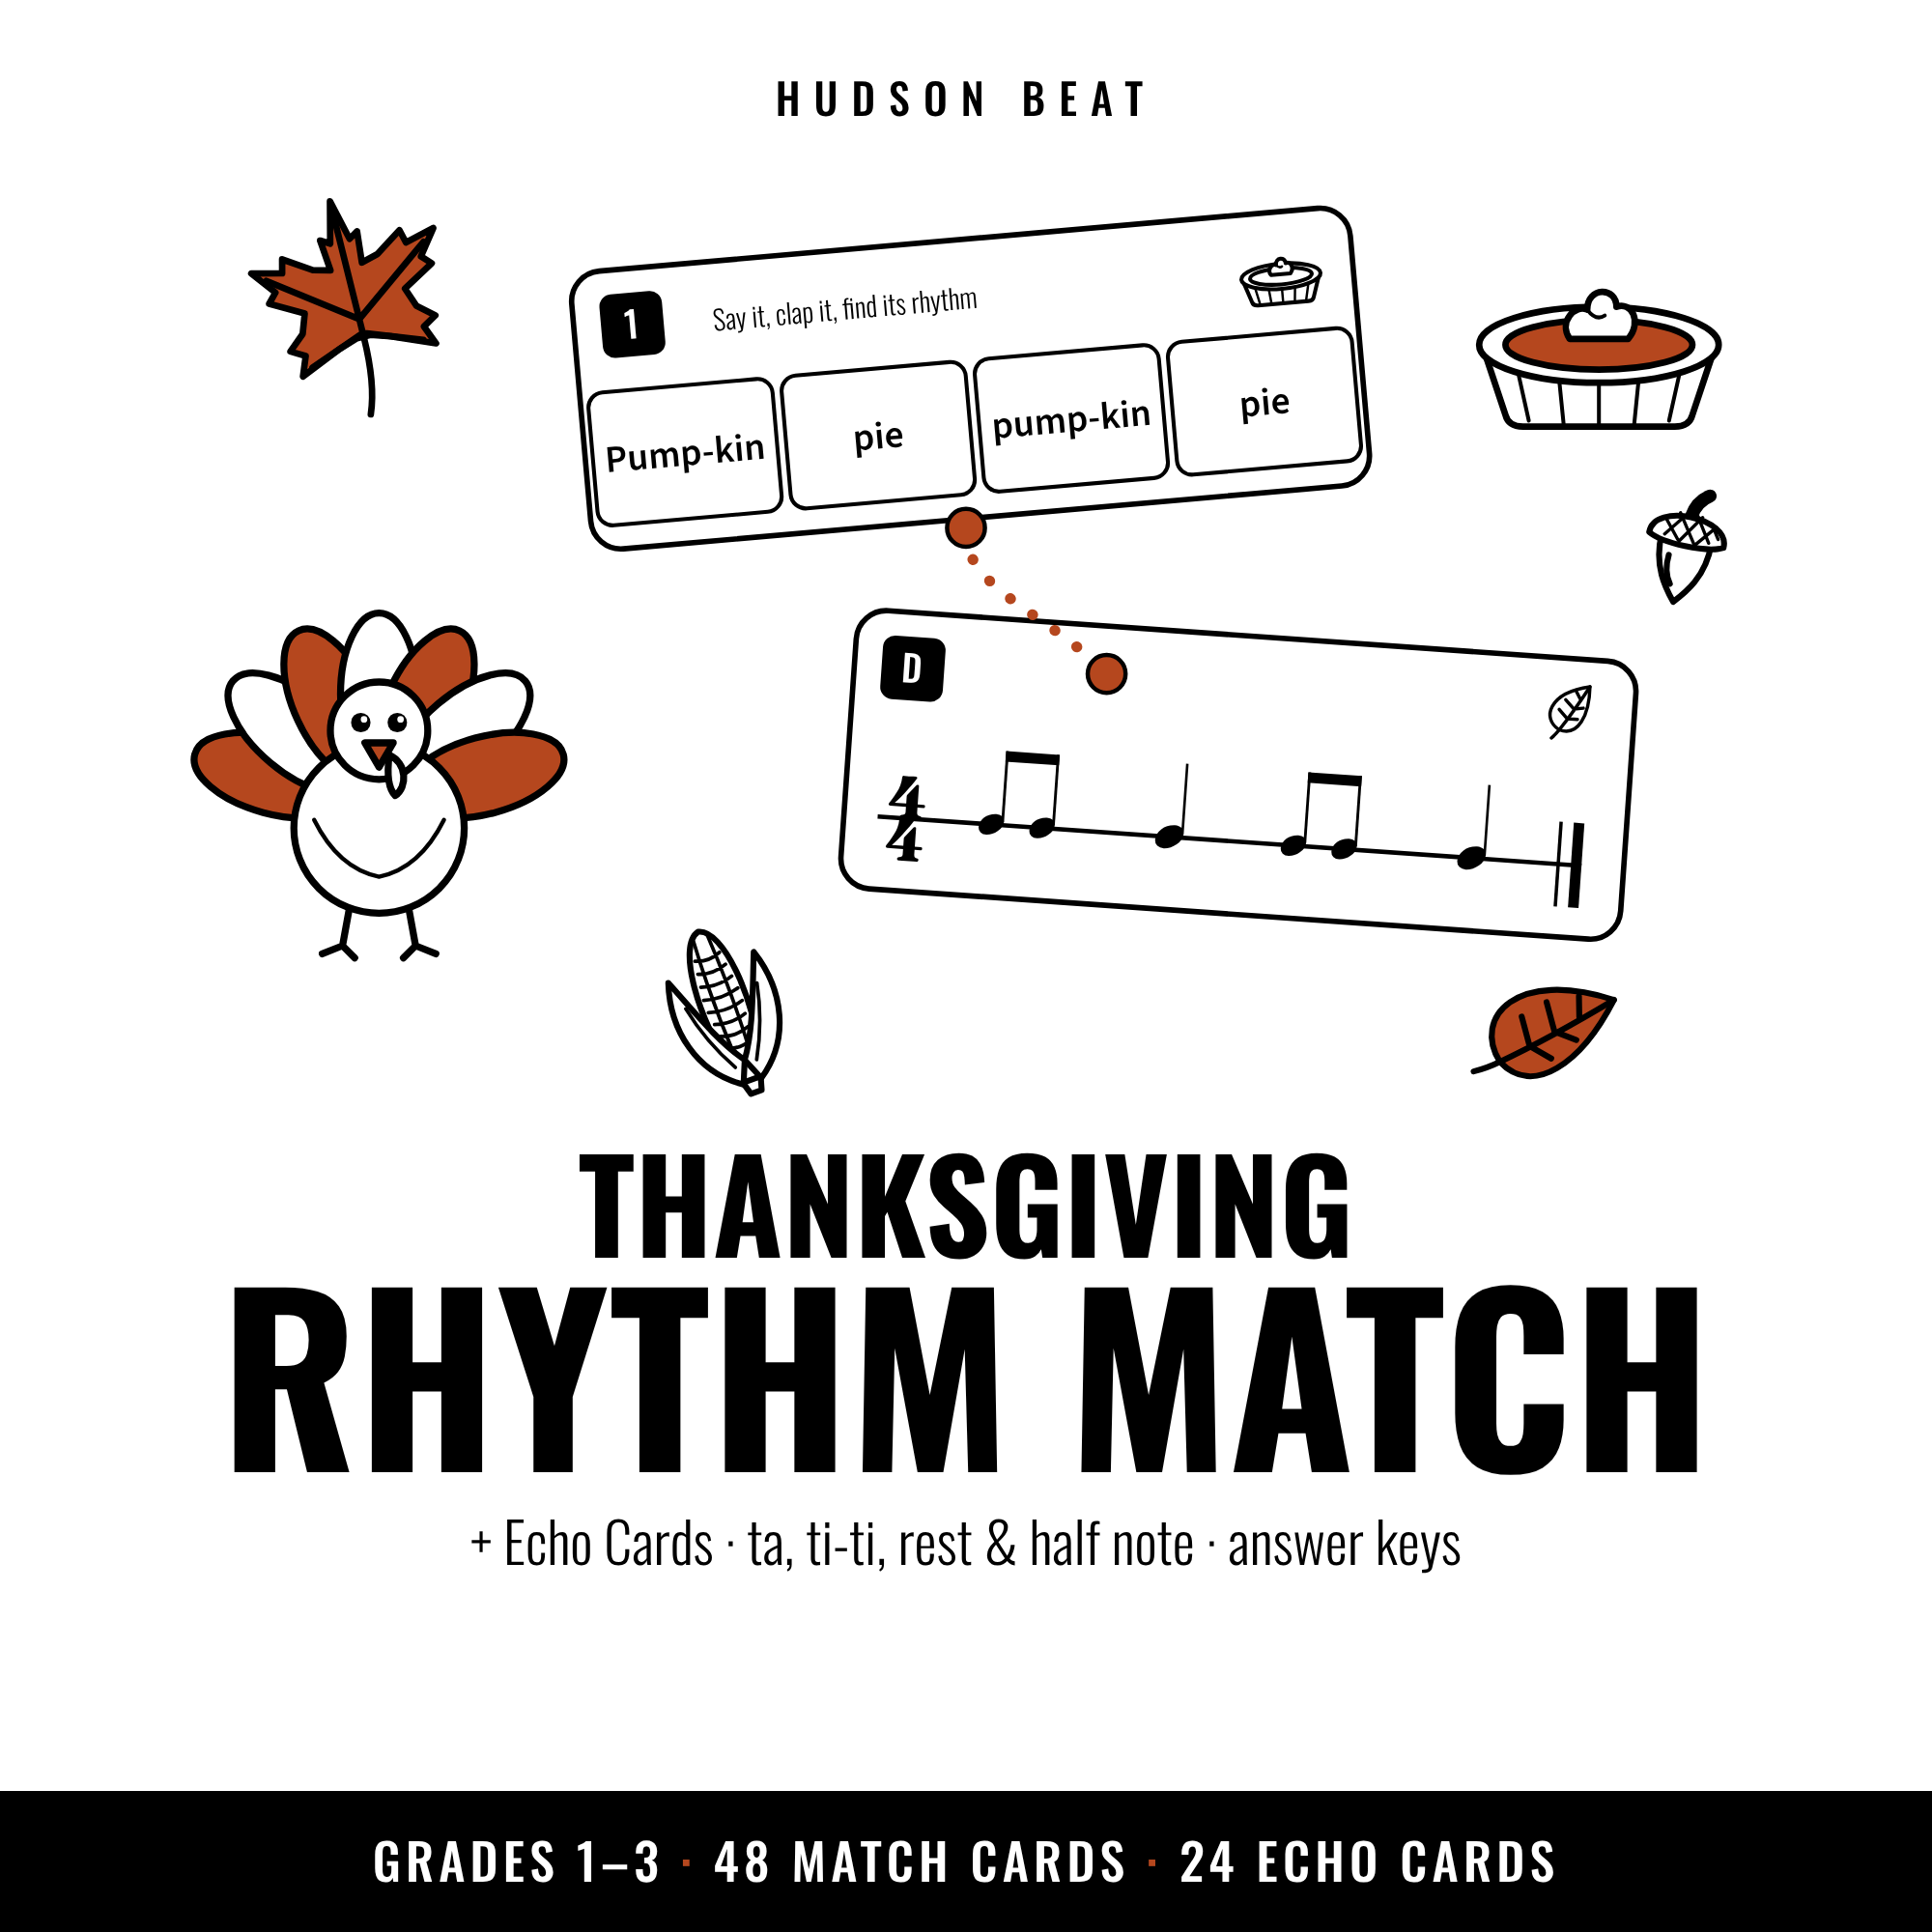 HUDSON BEAT
1
Say it, clap it, find its rhythm
Pump-kin pie pump-kin pie
D
4
4
THANKSGIVING
RHYTHM MATCH
+ Echo Cards · ta, ti-ti, rest & half note · answer keys
GRADES 1–3 · 48 MATCH CARDS · 24 ECHO CARDS